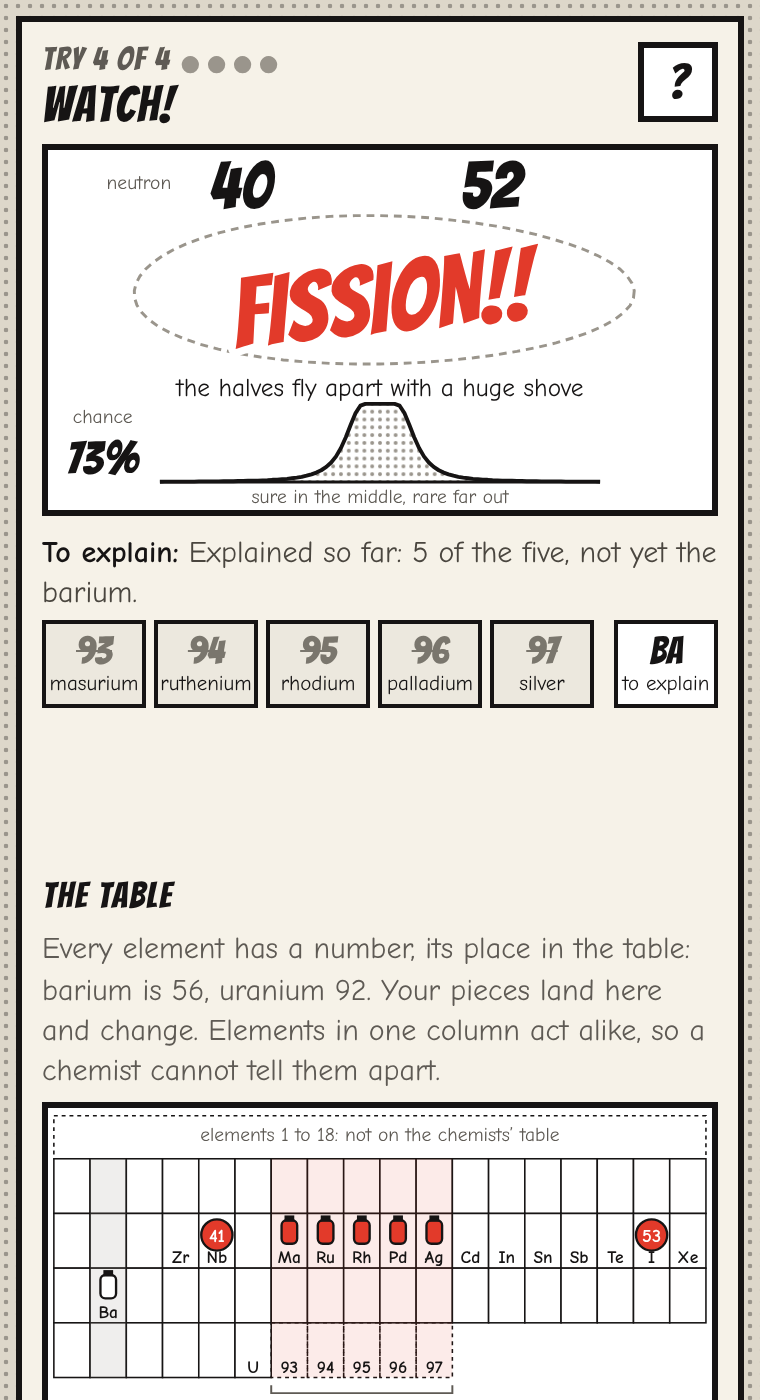 TRY 4 OF 4
WATCH!
?
neutron 40 52
FISSION!!
the halves fly apart with a huge shove
chance
73%
sure in the middle, rare far out
To explain: Explained so far: 5 of the five, not yet the
barium.
93 94 95 96 97 BA
masurium ruthenium rhodium palladium silver to explain
THE TABLE
Every element has a number, its place in the table:
barium is 56, uranium 92. Your pieces land here
and change. Elements in one column act alike, so a
chemist cannot tell them apart.
elements 1 to 18: not on the chemists' table
41 53
Zr Nb Ma Ru Rh Pd Ag Cd In Sn Sb Te I Xe
Ba
U 93 94 95 96 97